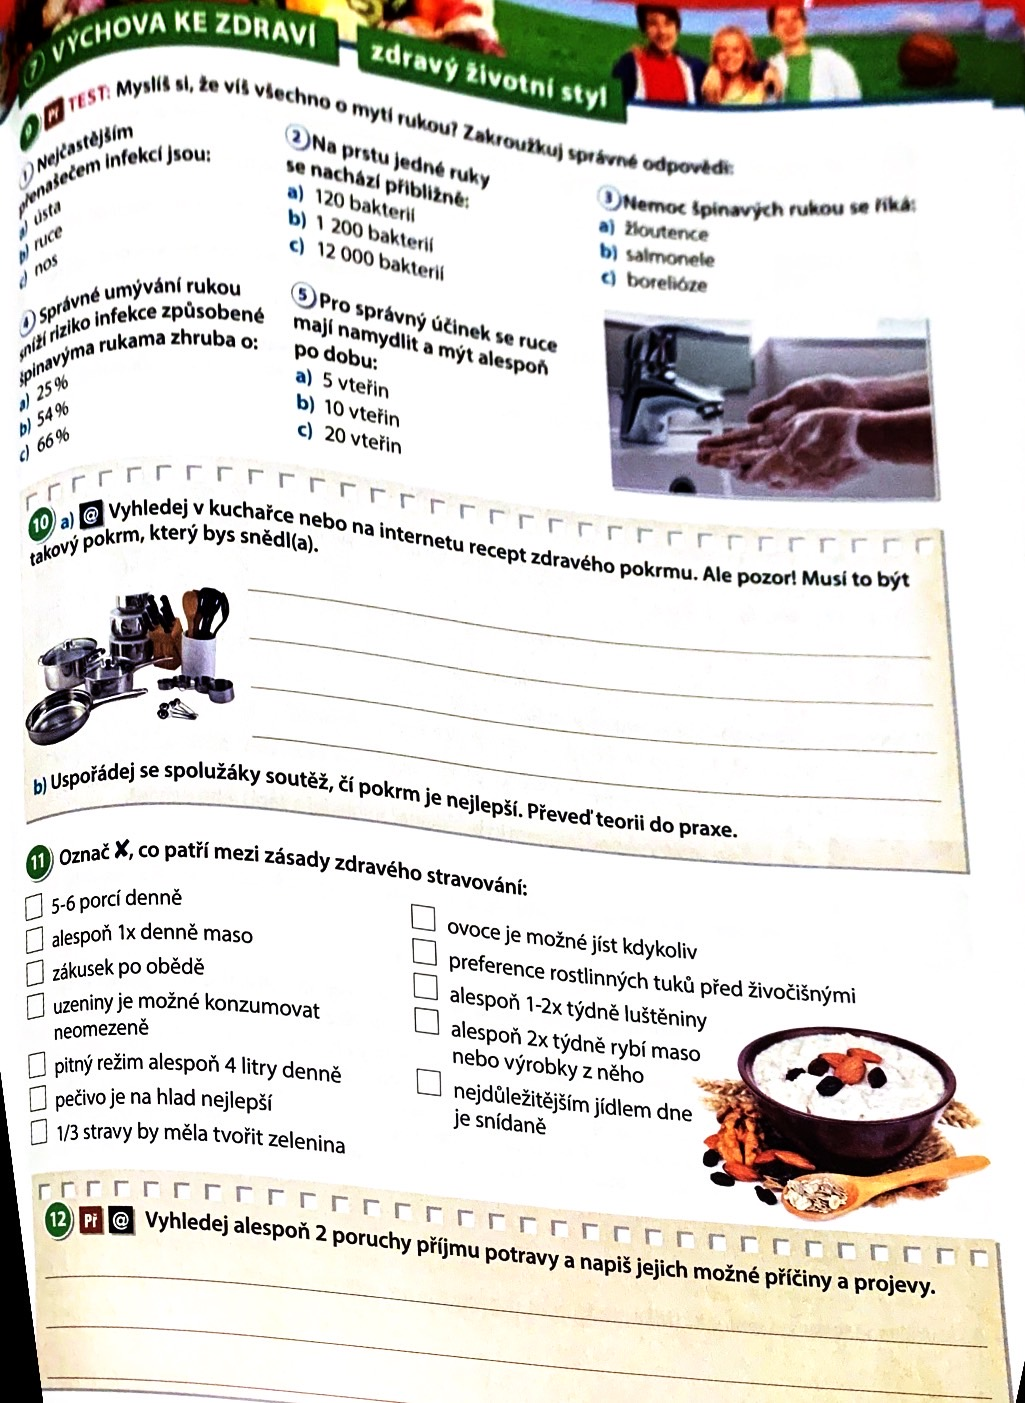 7 VÝCHOVA KE ZDRAVÍ
zdravý životní styl
9 Př TEST: Myslíš si, že víš všechno o mytí rukou? Zakroužkuj správné odpovědi:
1 Nejčastějším
přenašečem infekcí jsou:
a) ústa
b) ruce
c) nos
2 Na prstu jedné ruky
se nachází přibližně:
a) 120 bakterií
b) 1 200 bakterií
c) 12 000 bakterií
3 Nemoc špinavých rukou se říká:
a) žloutence
b) salmonele
c) borelióze
4 Správné umývání rukou
sníží riziko infekce způsobené
špinavýma rukama zhruba o:
a) 25 %
b) 54 %
c) 66 %
5 Pro správný účinek se ruce
mají namydlit a mýt alespoň
po dobu:
a) 5 vteřin
b) 10 vteřin
c) 20 vteřin
10 a) @ Vyhledej v kuchařce nebo na internetu recept zdravého pokrmu. Ale pozor! Musí to být
takový pokrm, který bys snědl(a).
b) Uspořádej se spolužáky soutěž, čí pokrm je nejlepší. Převeď teorii do praxe.
11 Označ ✘, co patří mezi zásady zdravého stravování:
5-6 porcí denně
alespoň 1x denně maso
zákusek po obědě
uzeniny je možné konzumovat
neomezeně
pitný režim alespoň 4 litry denně
pečivo je na hlad nejlepší
1/3 stravy by měla tvořit zelenina
ovoce je možné jíst kdykoliv
preference rostlinných tuků před živočišnými
alespoň 1-2x týdně luštěniny
alespoň 2x týdně rybí maso
nebo výrobky z něho
nejdůležitějším jídlem dne
je snídaně
12 Př @ Vyhledej alespoň 2 poruchy příjmu potravy a napiš jejich možné příčiny a projevy.